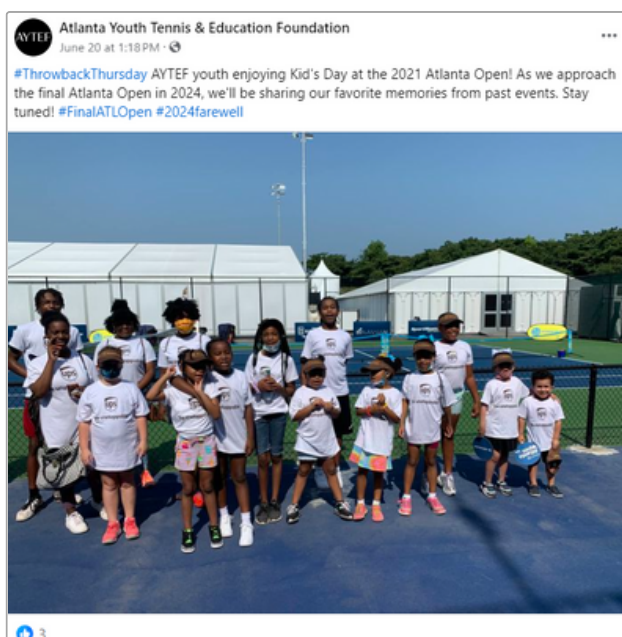 AYTEF
Atlanta Youth Tennis & Education Foundation
June 20 at 1:18 PM ·
#ThrowbackThursday AYTEF youth enjoying Kid's Day at the 2021 Atlanta Open! As we approach
the final Atlanta Open in 2024, we'll be sharing our favorite memories from past events. Stay
tuned! #FinalATLOpen #2024farewell
ups
3